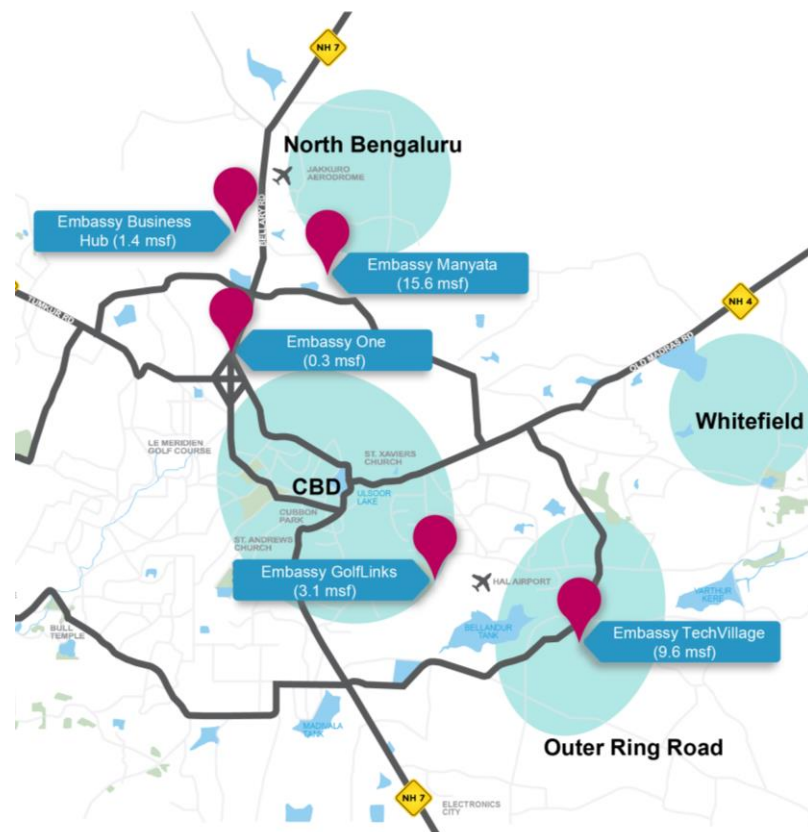 NH 7
North Bengaluru
JAKKURO
AERODROME
BELLARY RD
Embassy Business
Hub (1.4 msf)
Embassy Manyata
(15.6 msf)
TUMKUR RD
NH 4
Embassy One
(0.3 msf)
OLD MADRAS RD
Whitefield
LE MERIDIEN
GOLF COURSE
ST. XAVIERS
CHURCH
CBD
ULSOOR
LAKE
CUBBON
PARK
ST. ANDREWS
CHURCH
Embassy GolfLinks
(3.1 msf)
HAL AIRPORT
VARTHUR
KERE
BULL
TEMPLE
BELLANDUR
TANK
Embassy TechVillage
(9.6 msf)
MADIVALA
TANK
Outer Ring Road
NH 7
ELECTRONICS
CITY